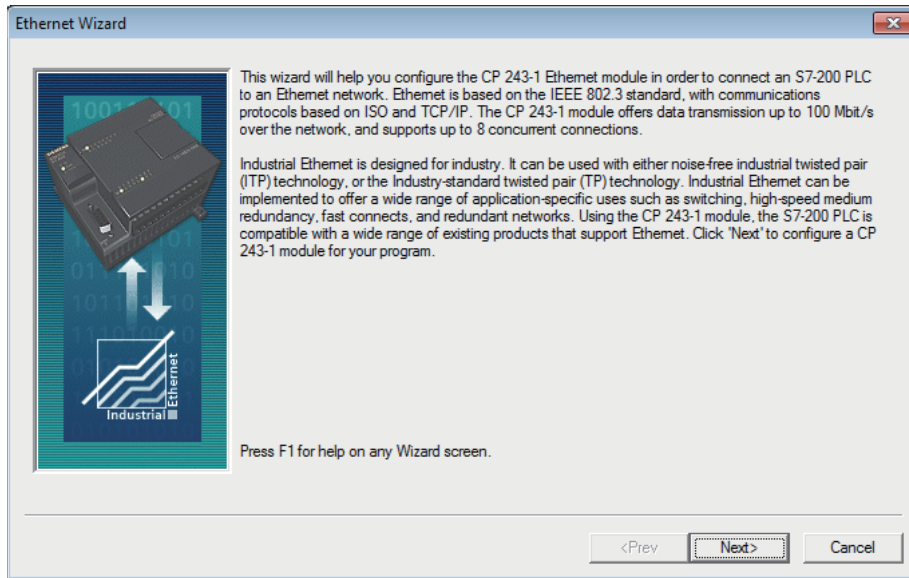 Ethernet Wizard
This wizard will help you configure the CP 243-1 Ethernet module in order to connect an S7-200 PLC
to an Ethernet network. Ethernet is based on the IEEE 802.3 standard, with communications
protocols based on ISO and TCP/IP. The CP 243-1 module offers data transmission up to 100 Mbit/s
over the network, and supports up to 8 concurrent connections.
Industrial Ethernet is designed for industry. It can be used with either noise-free industrial twisted pair
(ITP) technology, or the Industry-standard twisted pair (TP) technology. Industrial Ethernet can be
implemented to offer a wide range of application-specific uses such as switching, high-speed medium
redundancy, fast connects, and redundant networks. Using the CP 243-1 module, the S7-200 PLC is
compatible with a wide range of existing products that support Ethernet. Click 'Next' to configure a CP
243-1 module for your program.
Industrial
Ethernet
Press F1 for help on any Wizard screen.
<Prev
Next>
Cancel